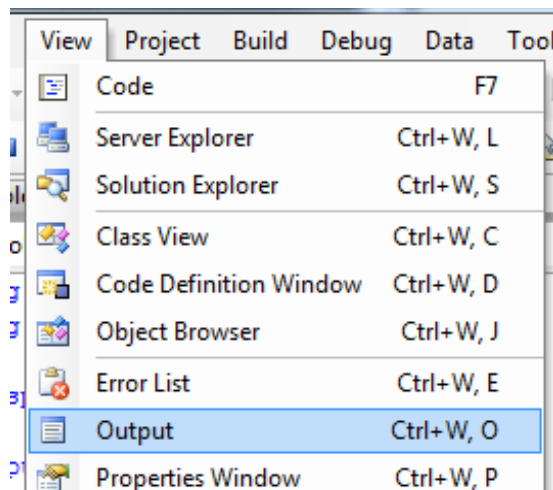 View Project Build Debug Data Tool
Code F7
Server Explorer Ctrl+W, L
Solution Explorer Ctrl+W, S
Class View Ctrl+W, C
Code Definition Window Ctrl+W, D
Object Browser Ctrl+W, J
Error List Ctrl+W, E
Output Ctrl+W, O
Properties Window Ctrl+W, P